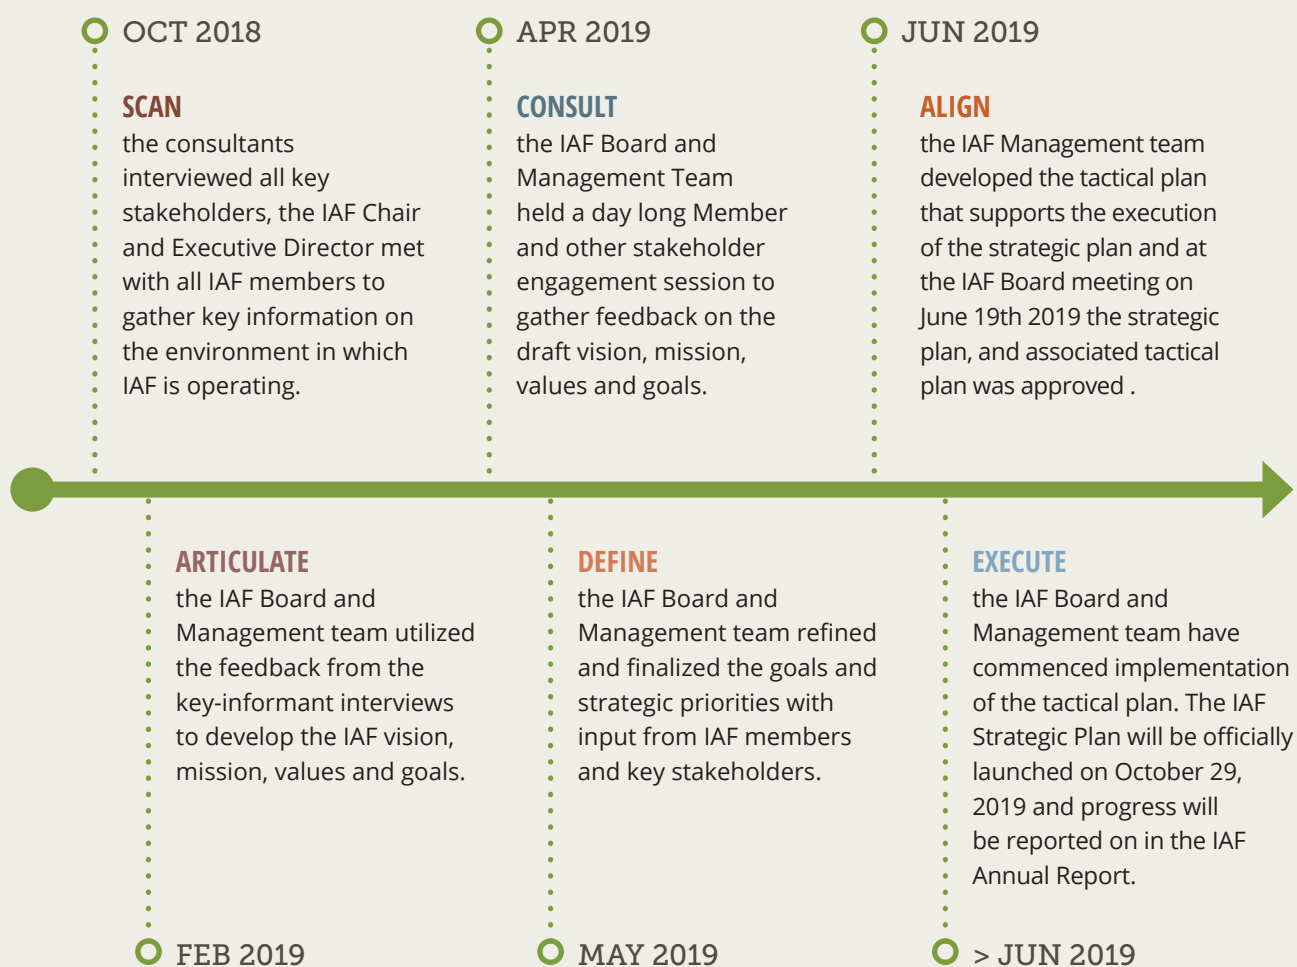 OCT 2018
SCAN
the consultants
interviewed all key
stakeholders, the IAF Chair
and Executive Director met
with all IAF members to
gather key information on
the environment in which
IAF is operating.
APR 2019
CONSULT
the IAF Board and
Management Team
held a day long Member
and other stakeholder
engagement session to
gather feedback on the
draft vision, mission,
values and goals.
JUN 2019
ALIGN
the IAF Management team
developed the tactical plan
that supports the execution
of the strategic plan and at
the IAF Board meeting on
June 19th 2019 the strategic
plan, and associated tactical
plan was approved .
ARTICULATE
the IAF Board and
Management team utilized
the feedback from the
key-informant interviews
to develop the IAF vision,
mission, values and goals.
FEB 2019
DEFINE
the IAF Board and
Management team refined
and finalized the goals and
strategic priorities with
input from IAF members
and key stakeholders.
MAY 2019
EXECUTE
the IAF Board and
Management team have
commenced implementation
of the tactical plan. The IAF
Strategic Plan will be officially
launched on October 29,
2019 and progress will
be reported on in the IAF
Annual Report.
> JUN 2019